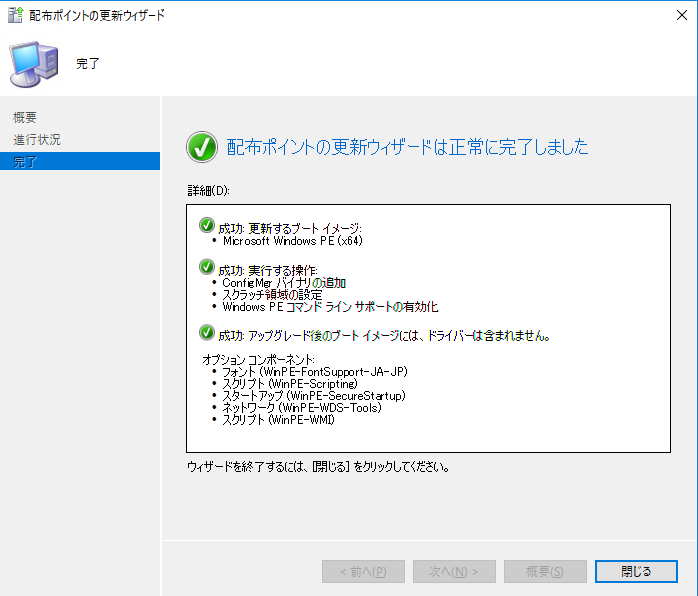 配布ポイントの更新ウィザード
完了
概要
進行状況
完了
配布ポイントの更新ウィザードは正常に完了しました
詳細(D):
成功: 更新するブート イメージ:
• Microsoft Windows PE (x64)
成功: 実行する操作:
• ConfigMgr バイナリの追加
• スクラッチ領域の設定
• Windows PE コマンド ライン サポートの有効化
成功: アップグレード後のブート イメージには、ドライバーは含まれません。
オプション コンポーネント:
• フォント (WinPE-FontSupport-JA-JP)
• スクリプト (WinPE-Scripting)
• スタートアップ (WinPE-SecureStartup)
• ネットワーク (WinPE-WDS-Tools)
• スクリプト (WinPE-WMI)
ウィザードを終了するには、[閉じる] をクリックしてください。
< 前へ(P)
次へ(N) >
概要(S)
閉じる